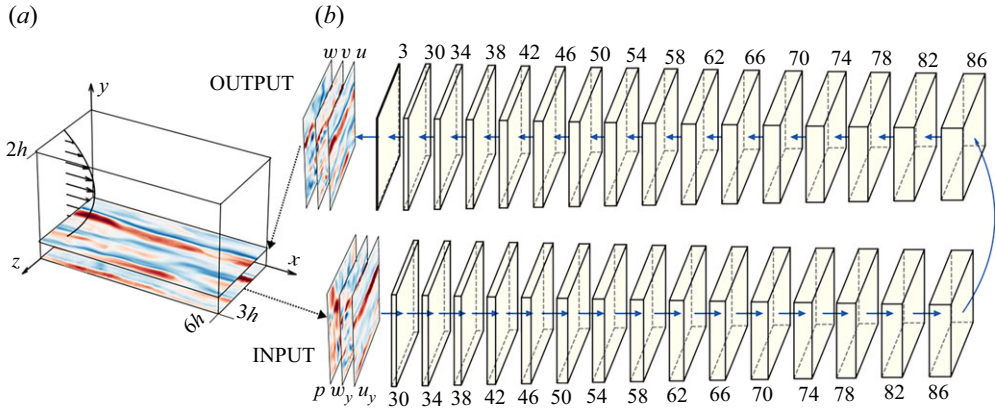 (a)
(b)
w v u
3 30 34 38 42 46 50 54 58 62 66 70 74 78 82 86
OUTPUT
y
2h
x
z
3h
6h
INPUT
p w_y u_y
30 34 38 42 46 50 54 58 62 66 70 74 78 82 86